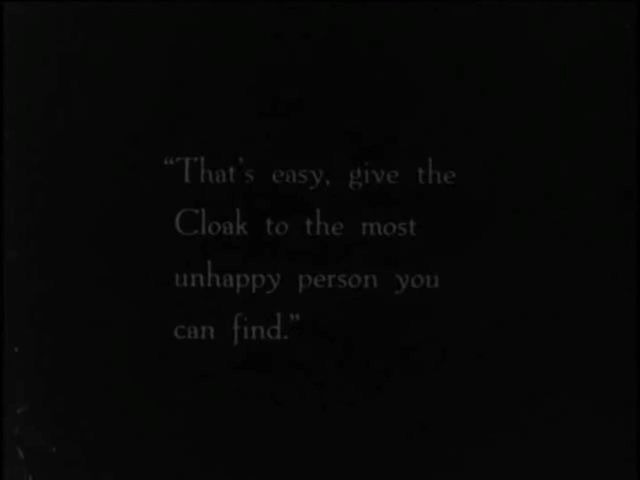 “That's easy, give the
Cloak to the most
unhappy person you
can find.”